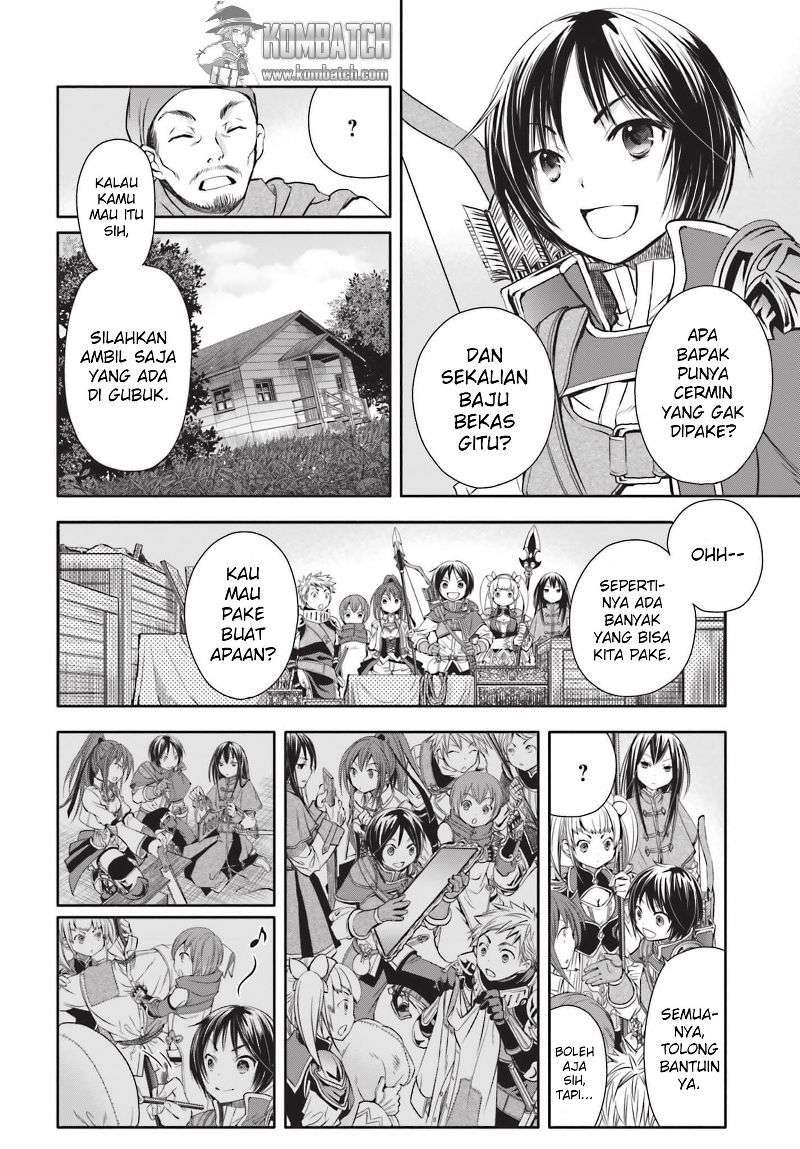 KOMBATCH
www.kombatch.com
APA
BAPAK
PUNYA
CERMIN
YANG GAK
DIPAKE?
DAN
SEKALIAN
BAJU
BEKAS
GITU?
?
KALAU
KAMU
MAU ITU
SIH,
SILAHKAN
AMBIL SAJA
YANG ADA
DI GUBUK.
OHH--
SEPERTI-
NYA ADA
BANYAK
YANG BISA
KITA PAKE.
KAU
MAU
PAKE
BUAT
APAAN?
?
SEMUA-
NYA,
TOLONG
BANTUIN
YA.
BOLEH
AJA
SIH,
TAPI...